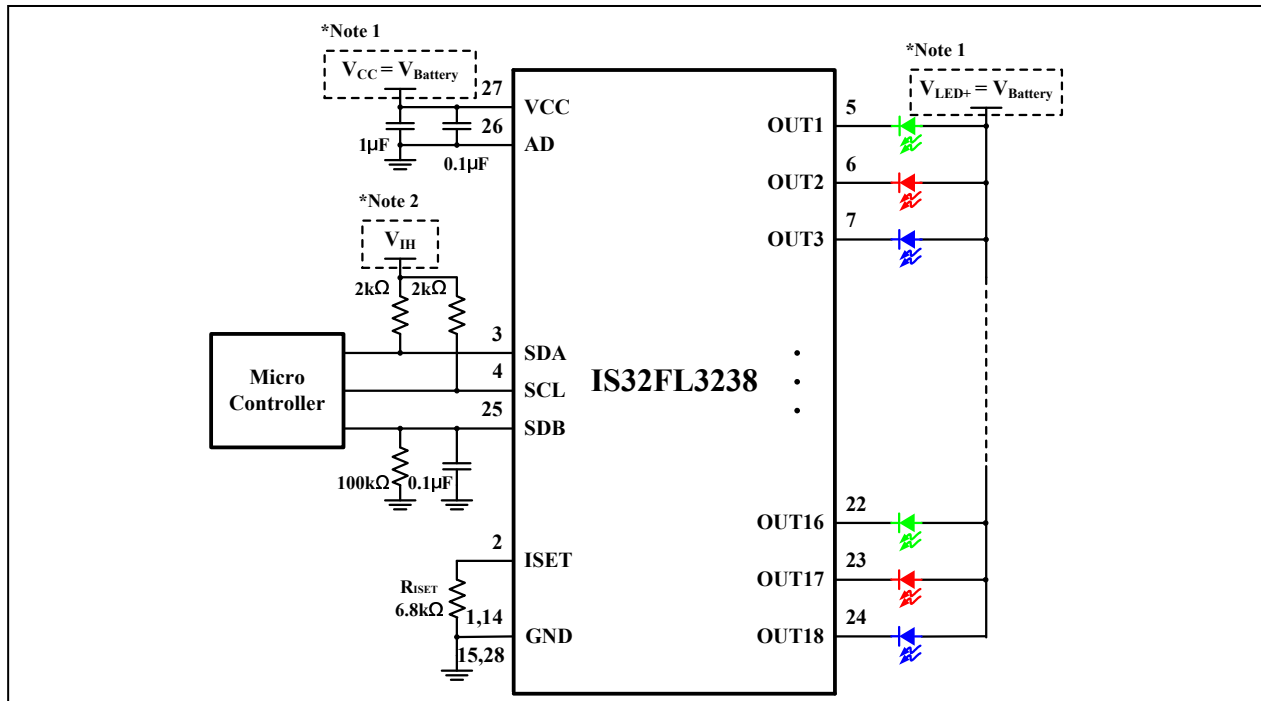 *Note 1
VCC = VBattery
27
VCC
1µF
26
AD
0.1µF
*Note 2
VIH
2kΩ
2kΩ
Micro
Controller
3
SDA
4
SCL
25
SDB
100kΩ
0.1µF
2
ISET
RISET
6.8kΩ
1,14
GND
15,28
IS32FL3238
*Note 1
VLED+ = VBattery
5
OUT1
6
OUT2
7
OUT3
22
OUT16
23
OUT17
24
OUT18